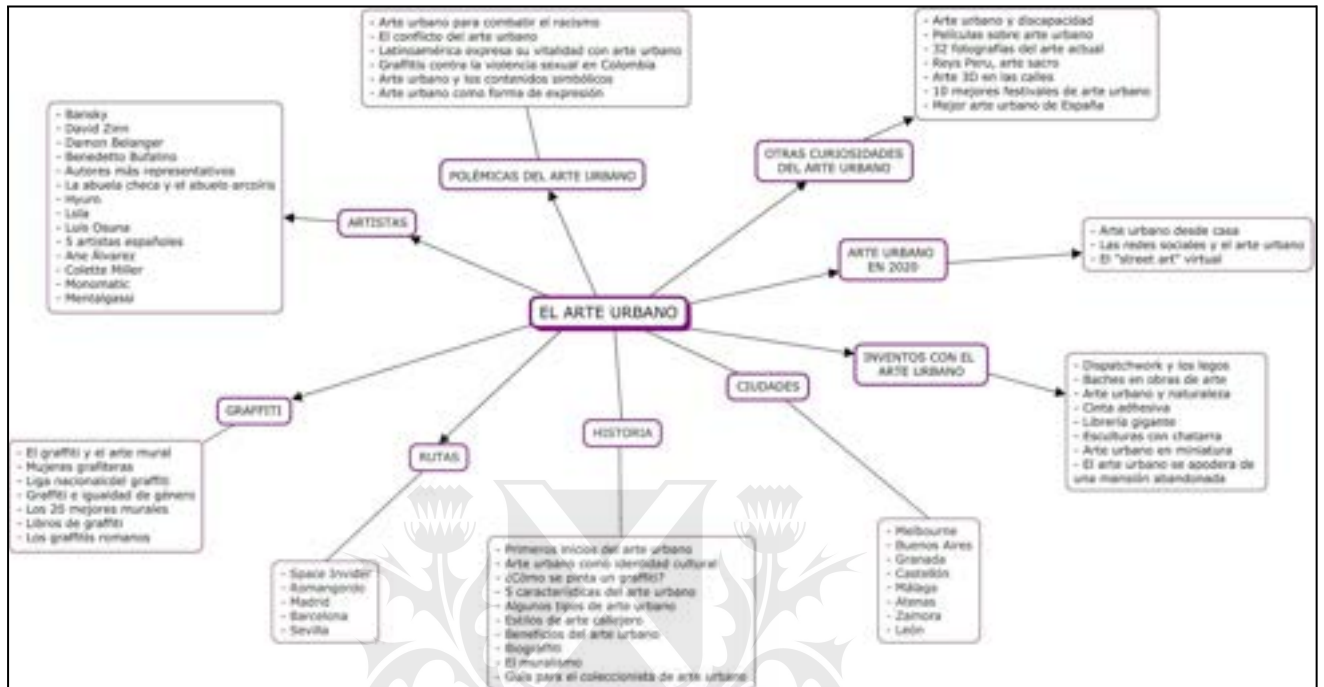 - Arte urbano para combatir el racismo
- El conflicto del arte urbano
- Latinoamérica expresa su vitalidad con arte urbano
- Graffitis contra la violencia sexual en Colombia
- Arte urbano y los contenidos simbólicos
- Arte urbano como forma de expresión
- Arte urbano y discapacidad
- Películas sobre arte urbano
- 32 fotografías del arte actual
- Reys Peru, arte sacro
- Arte 3D en las calles
- 10 mejores festivales de arte urbano
- Mejor arte urbano de España
- Bansky
- David Zinn
- Damon Belanger
- Benedetto Bufalino
- Autores más representativos
- La abuela checa y el abuelo arcoíris
- Hyuro
- Luis Osuna
- 5 artistas españoles
- Ane Álvarez
- Colette Miller
- Monomatic
- Mentalgassi
POLÉMICAS DEL ARTE URBANO
OTRAS CURIOSIDADES
DEL ARTE URBANO
ARTISTAS
ARTE URBANO
EN 2020
- Arte urbano desde casa
- Las redes sociales y el arte urbano
- El "street art" virtual
EL ARTE URBANO
INVENTOS CON EL
ARTE URBANO
- Dispatchwork y los legos
- Baches en obras de arte
- Arte urbano y naturaleza
- Cinta adhesiva
- Librería gigante
- Esculturas con chatarra
- Arte urbano en miniatura
- El arte urbano se apodera de
una mansión abandonada
CIUDADES
GRAFFITI
HISTORIA
RUTAS
- El graffiti y el arte mural
- Mujeres grafiteras
- Liga nacionalcdel graffiti
- Graffiti e igualdad de género
- Los 20 mejores murales
- Libros de graffiti
- Los graffitis romanos
- Space Invider
- Romangordo
- Madrid
- Barcelona
- Sevilla
- Primeros inicios del arte urbano
- Arte urbano como identidad cultural
- ¿Cómo se pinta un graffiti?
- 5 características del arte urbano
- Algunos tipos de arte urbano
- Estilos de arte callejero
- Beneficios del arte urbano
- Biograffiti
- El muralismo
- Guía para el coleccionista de arte urbano
- Melbourne
- Buenos Aires
- Granada
- Castellón
- Málaga
- Atenas
- Zamora
- León